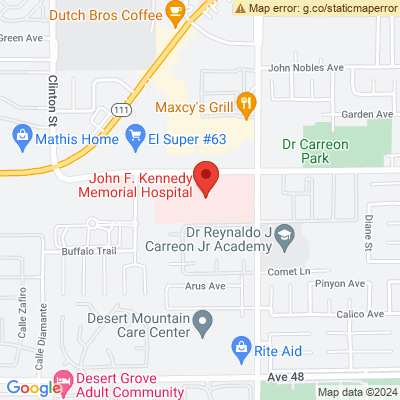 Map error: g.co/staticmaperror
Dutch Bros Coffee
Green Ave
John Nobles Ave
Clinton St
111
Maxcy's Grill
Garden Ave
Mathis Home
El Super #63
Dr Carreon
Park
John F. Kennedy
Memorial Hospital
Dr Reynaldo J
Carreon Jr Academy
Diane St
Buffalo Trail
Comet Ln
Pinyon Ave
Arus Ave
Calle Zafiro
Calle Diamante
Calico Ave
Desert Mountain
Care Center
Rite Aid
Google
Desert Grove
Adult Community
Ave 48
Map data ©2024